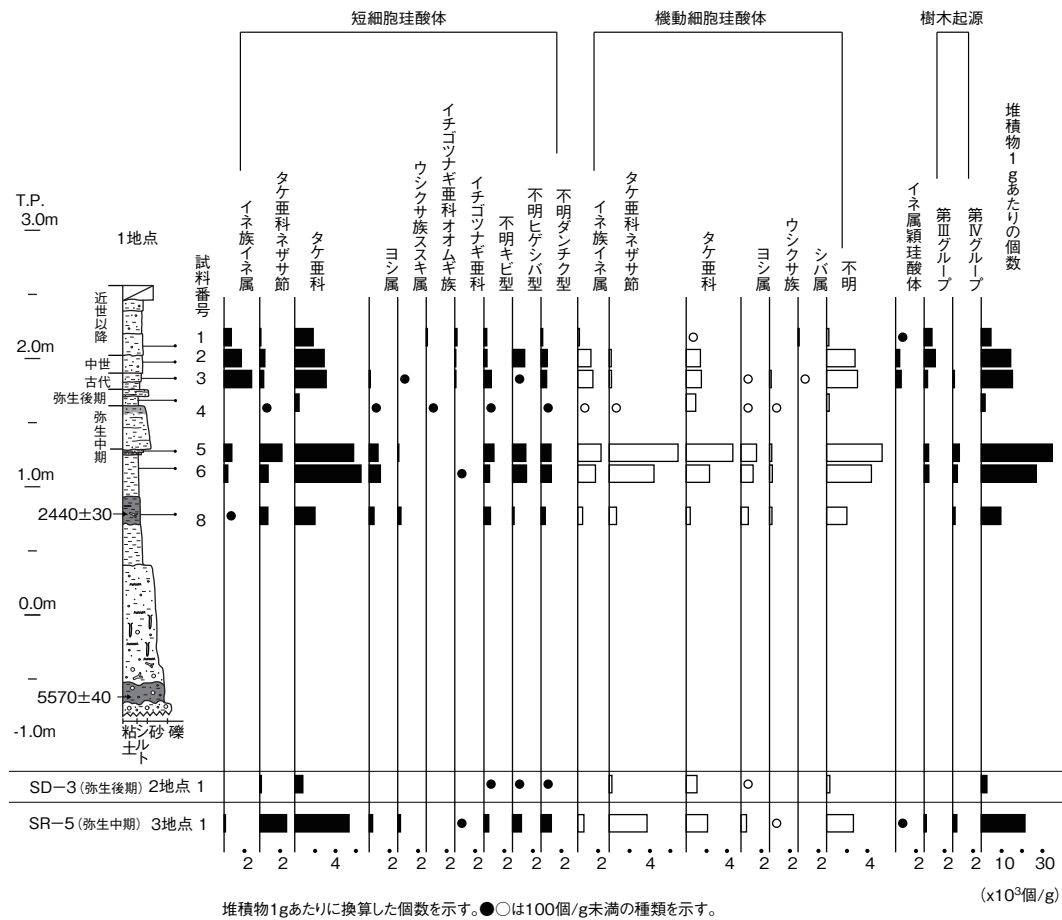 短細胞珪酸体
機動細胞珪酸体
樹木起源
T.P.
3.0m
1地点
試料番号
イネ族イネ属
タケ亜科ネザサ節
タケ亜科
ヨシ属
ウシクサ族ススキ属
イチゴツナギ亜科オオムギ族
イチゴツナギ亜科
不明キビ型
不明ヒゲシバ型
不明ダンチク型
イネ族イネ属
タケ亜科ネザサ節
タケ亜科
ヨシ属
ウシクサ族
シバ属
不明
イネ属穎珪酸体
第Ⅲグループ
第Ⅳグループ
堆積物1gあたりの個数
近世以降
1
2.0m
2
中世
3
古代
弥生後期
4
弥生中期
5
1.0m
6
2440±30
8
0.0m
5570±40
-1.0m
粘土
シルト
砂
礫
SD−3(弥生後期) 2地点 1
SR−5(弥生中期) 3地点 1
2 2 4 2 2 2 2 2 2 2 2 2 4 4 2 2 2 4 2 2 2 10 30
(x10³個/g)
堆積物1gあたりに換算した個数を示す。●○は100個/g未満の種類を示す。